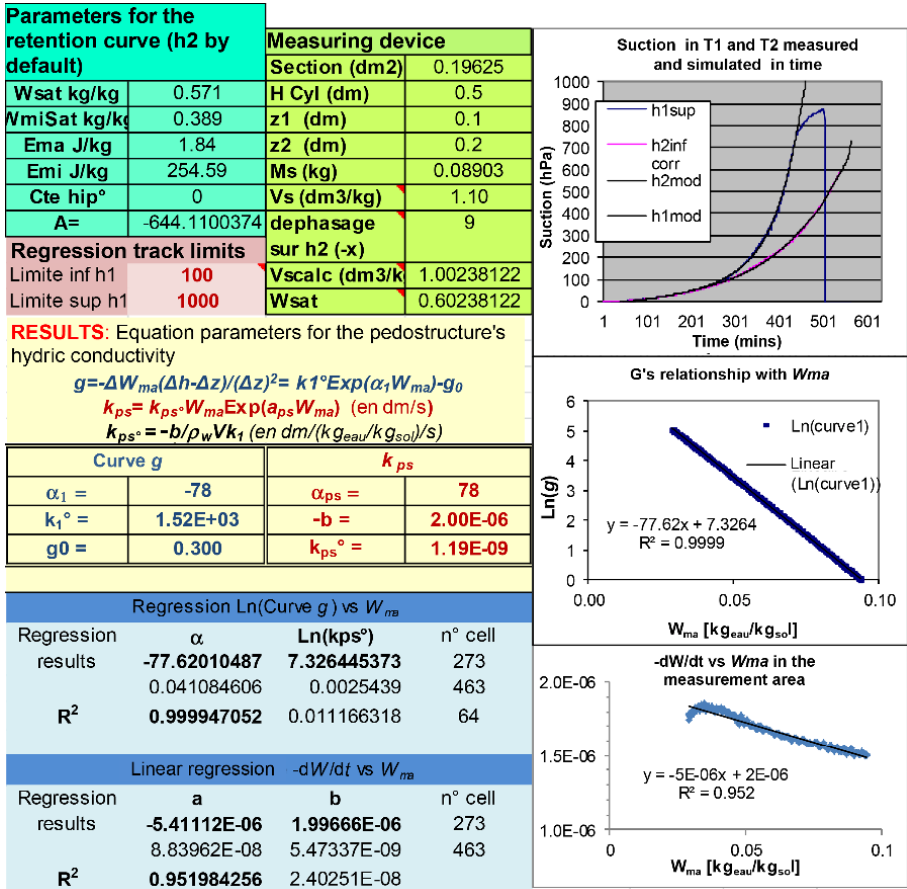 Parameters for the
retention curve (h2 by
default)
Wsat kg/kg 0.571
WmiSat kg/kg 0.389
Ema J/kg 1.84
Emi J/kg 254.59
Cte hip° 0
A= -644.1100374
Regression track limits
Limite inf h1 100
Limite sup h1 1000
Measuring device
Section (dm2) 0.19625
H Cyl (dm) 0.5
z1 (dm) 0.1
z2 (dm) 0.2
Ms (kg) 0.08903
Vs (dm3/kg) 1.10
dephasage 9
sur h2 (-x)
Vscalc (dm3/k 1.00238122
Wsat 0.60238122
RESULTS: Equation parameters for the pedostructure's
hydric conductivity
g=-ΔWma(Δh-Δz)/(Δz)²= k1°Exp(α1Wma)-g0
kps= kps°WmaExp(apsWma) (en dm/s)
kps°=-b/ρwVk1 (en dm/(kgeau/kgsol)/s)
Curve g kps
α1 = -78 αps = 78
k1° = 1.52E+03 -b = 2.00E-06
g0 = 0.300 kps° = 1.19E-09
Regression Ln(Curve g) vs Wma
Regression α Ln(kps°) n° cell
results -77.62010487 7.326445373 273
0.041084606 0.0025439 463
R² 0.999947052 0.011166318 64
Linear regression -dW/dt vs Wma
Regression a b n° cell
results -5.41112E-06 1.99666E-06 273
8.83962E-08 5.47337E-09 463
R² 0.951984256 2.40251E-08
Suction in T1 and T2 measured
and simulated in time
Suction (hPa)
1000
900
800
700
600
500
400
300
200
100
0
h1sup
h2inf
corr
h2mod
h1mod
1 101 201 301 401 501 601
Time (mins)
G's relationship with Wma
Ln(g)
6
5
4
3
2
1
0
Ln(curve1)
Linear
(Ln(curve1))
y = -77.62x + 7.3264
R² = 0.9999
0.00 0.05 0.10
Wma [kgeau/kgsol]
-dW/dt vs Wma in the
measurement area
2.0E-06
1.5E-06
1.0E-06
y = -5E-06x + 2E-06
R² = 0.952
0 0.05 0.1
Wma [kgeau/kgsol]